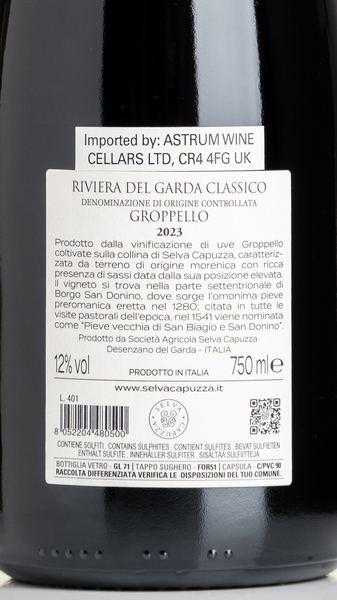 Imported by: ASTRUM WINE
CELLARS LTD, CR4 4FG UK
RIVIERA DEL GARDA CLASSICO
DENOMINAZIONE DI ORIGINE CONTROLLATA
GROPPELLO
2023
Prodotto dalla vinificazione di uve Groppello
coltivate sulla collina di Selva Capuzza, caratteriz-
zata da terreno di origine morenica con ricca
presenza di sassi data dalla sua posizione elevata.
Il vigneto si trova nella parte settentrionale di
Borgo San Donino, dove sorge l'omonima pieve
preromanica eretta nel 1280; citata in tutte le
visite pastorali dell'epoca, nel 1541 viene nominata
come "Pieve vecchia di San Biagio e San Donino".
Prodotto da Società Agricola Selva Capuzza
Desenzano del Garda - ITALIA
12% vol PRODOTTO IN ITALIA 750 ml e
www.selvacapuzza.it
L. 401
SELVA CAPUZZA
8 052204 480500
CONTIENE SOLFITI . CONTAINS SULPHITES . CONTIENT SULFITES . BEVAT SULFIETEN
ENTHÄLT SULFITE . INNEHÅLLER SULFITER . SISÄLTÄÄ SULFIITTEJA
BOTTIGLIA VETRO - GL 71 | TAPPO SUGHERO - FOR51 | CAPSULA - C/PVC 90
RACCOLTA DIFFERENZIATA VERIFICA LE DISPOSIZIONI DEL TUO COMUNE.